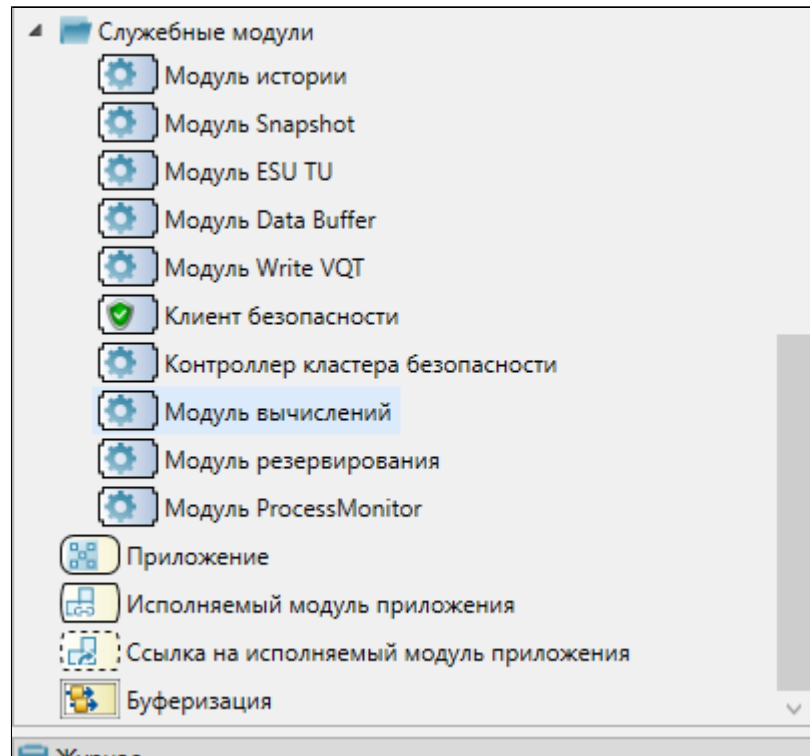 Служебные модули
Модуль истории
Модуль Snapshot
Модуль ESU TU
Модуль Data Buffer
Модуль Write VQT
Клиент безопасности
Контроллер кластера безопасности
Модуль вычислений
Модуль резервирования
Модуль ProcessMonitor
Приложение
Исполняемый модуль приложения
Ссылка на исполняемый модуль приложения
Буферизация